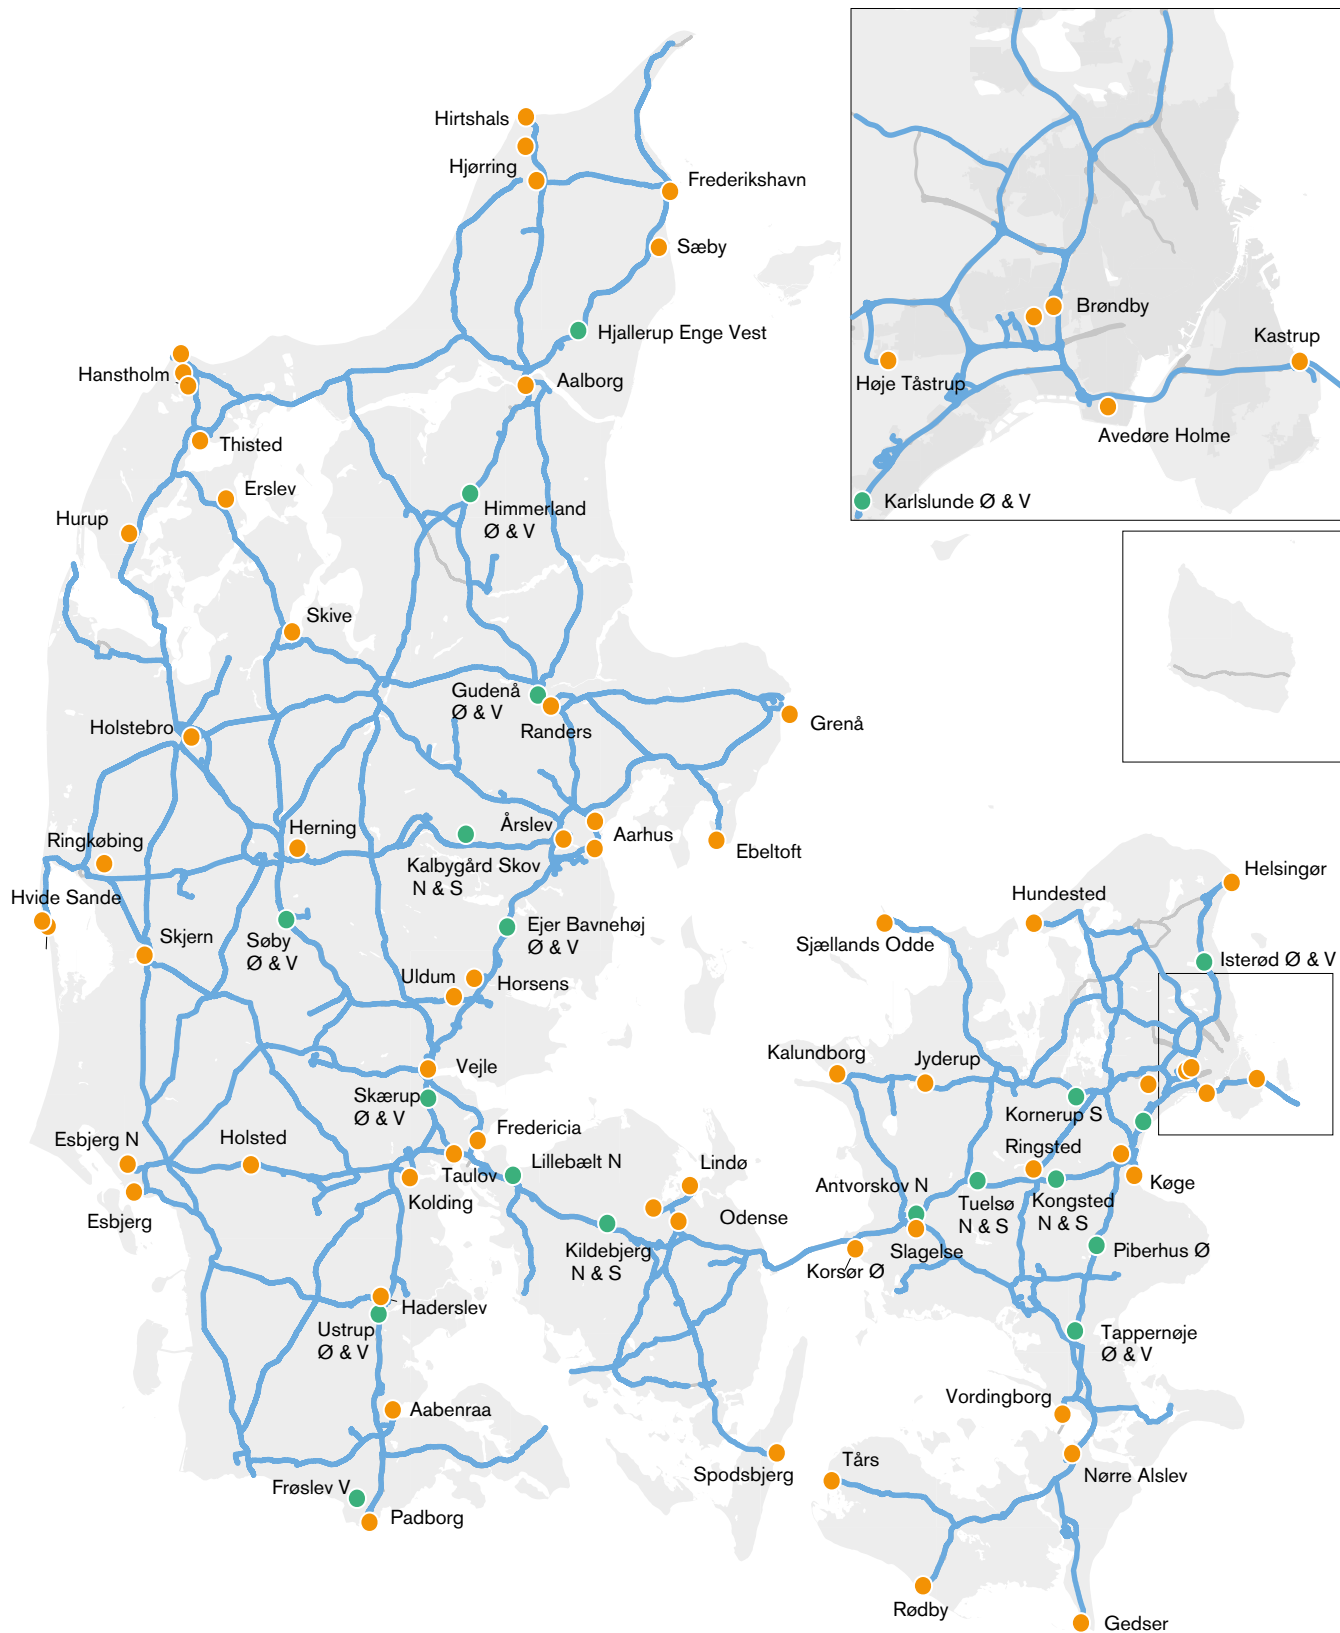 Hirtshals
Hjørring
Frederikshavn
Sæby
Hjallerup Enge Vest
Hanstholm
Aalborg
Thisted
Erslev
Hurup
Himmerland
Ø & V
Skive
Gudenå
Ø & V
Randers
Grenå
Holstebro
Ringkøbing
Herning
Årslev
Aarhus
Ebeltoft
Kalbygård Skov
N & S
Hvide Sande
Skjern
Søby
Ø & V
Ejer Bavnehøj
Ø & V
Uldum
Horsens
Vejle
Skærup
Ø & V
Fredericia
Esbjerg N
Holsted
Taulov
Lillebælt N
Lindø
Kolding
Esbjerg
Odense
Kildebjerg
N & S
Haderslev
Ustrup
Ø & V
Aabenraa
Frøslev V
Padborg
Spodsbjerg
Brøndby
Kastrup
Høje Tåstrup
Avedøre Holme
Karlslunde Ø & V
Helsingør
Hundested
Sjællands Odde
Isterød Ø & V
Kalundborg
Jyderup
Kornerup S
Ringsted
Antvorskov N
Tuelsø
N & S
Kongsted
N & S
Køge
Slagelse
Korsør Ø
Piberhus Ø
Tappernøje
Ø & V
Vordingborg
Tårs
Nørre Alslev
Rødby
Gedser